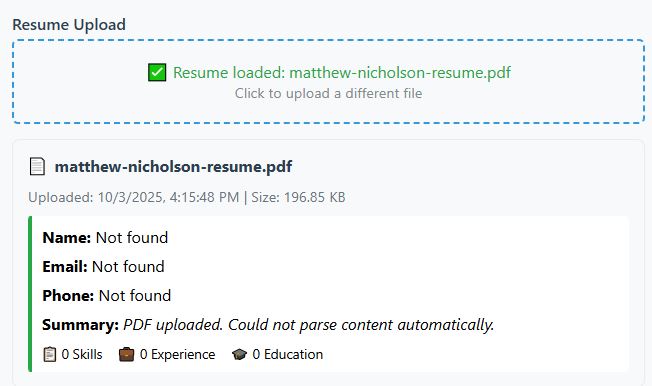 Resume Upload
✅ Resume loaded: matthew-nicholson-resume.pdf
Click to upload a different file
📄 matthew-nicholson-resume.pdf
Uploaded: 10/3/2025, 4:15:48 PM | Size: 196.85 KB
Name: Not found
Email: Not found
Phone: Not found
Summary: PDF uploaded. Could not parse content automatically.
📋 0 Skills 💼 0 Experience 🎓 0 Education